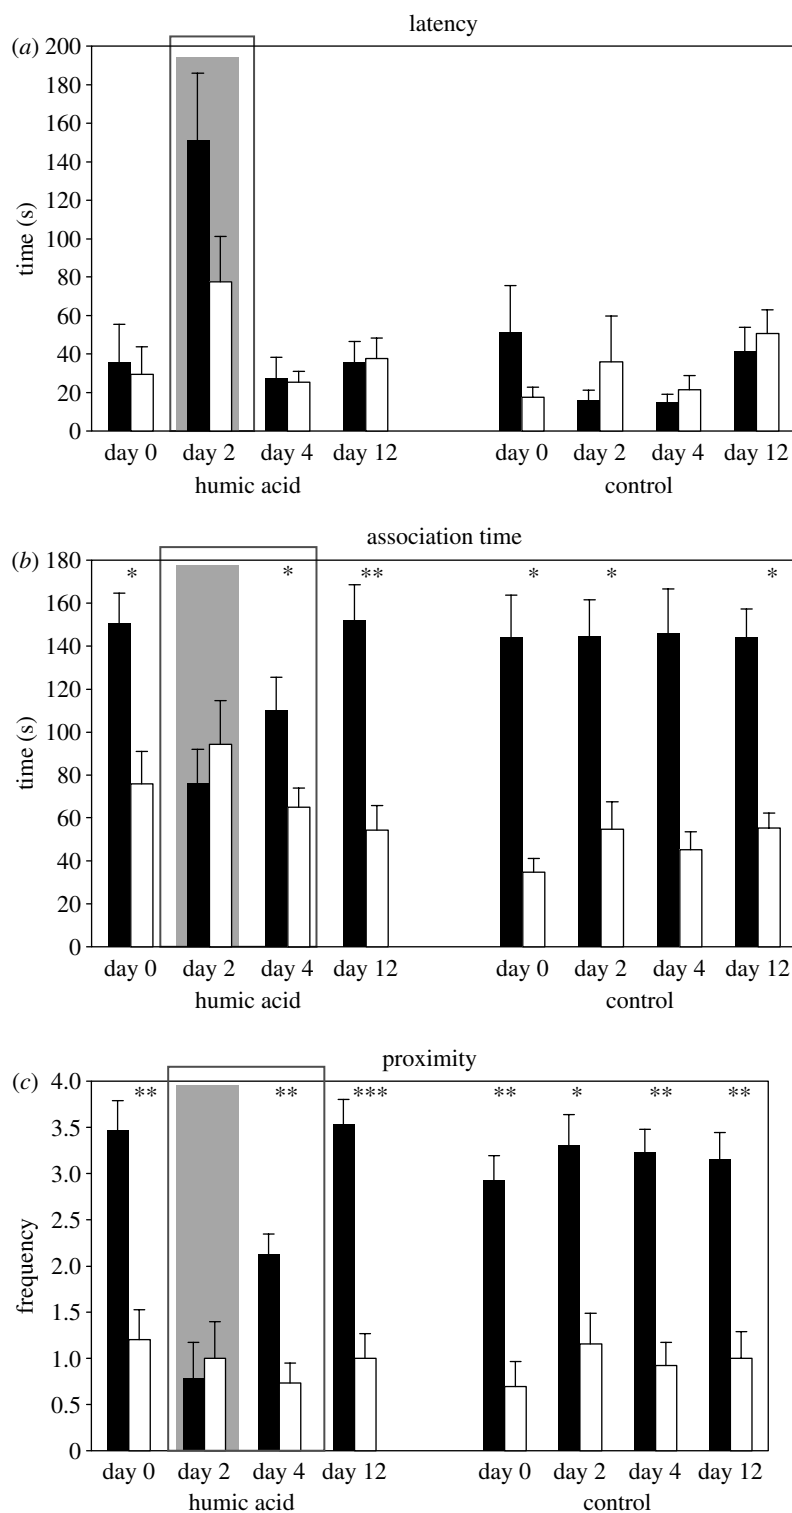 latency
(a)
200
180
160
140
120
100
80
60
40
20
0
time (s)
day 0 day 2 day 4 day 12 day 0 day 2 day 4 day 12
humic acid control
association time
(b)
180
160
140
120
100
80
60
40
20
0
time (s)
* * ** * * *
day 0 day 2 day 4 day 12 day 0 day 2 day 4 day 12
humic acid control
proximity
(c)
4.0
3.5
3.0
2.5
2.0
1.5
1.0
0.5
0
frequency
** ** *** ** * ** **
day 0 day 2 day 4 day 12 day 0 day 2 day 4 day 12
humic acid control